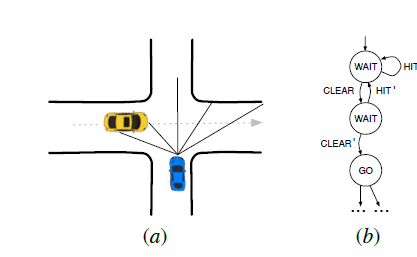 WAIT
HIT
CLEAR
HIT'
WAIT
CLEAR'
GO
... ...
(a)
(b)